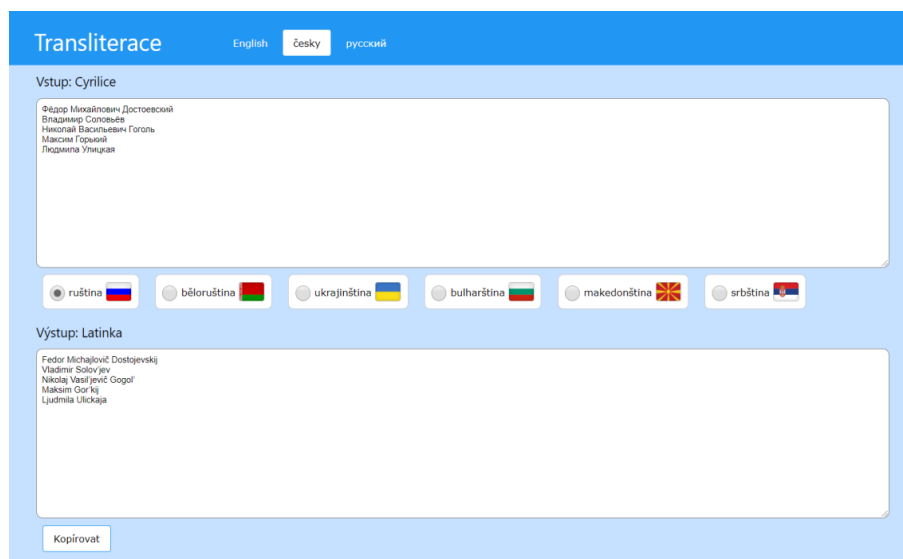 Transliterace English česky русский
Vstup: Cyrilice
Фёдор Михайлович Достоевский
Владимир Соловьёв
Николай Васильевич Гоголь
Максим Горький
Людмила Улицкая
ruština běloruština ukrajinština bulharština makedonština srbština
Výstup: Latinka
Fedor Michajlovič Dostojevskij
Vladimir Solov'jev
Nikolaj Vasil'jevič Gogol'
Maksim Gor'kij
Ljudmila Ulickaja
Kopírovat